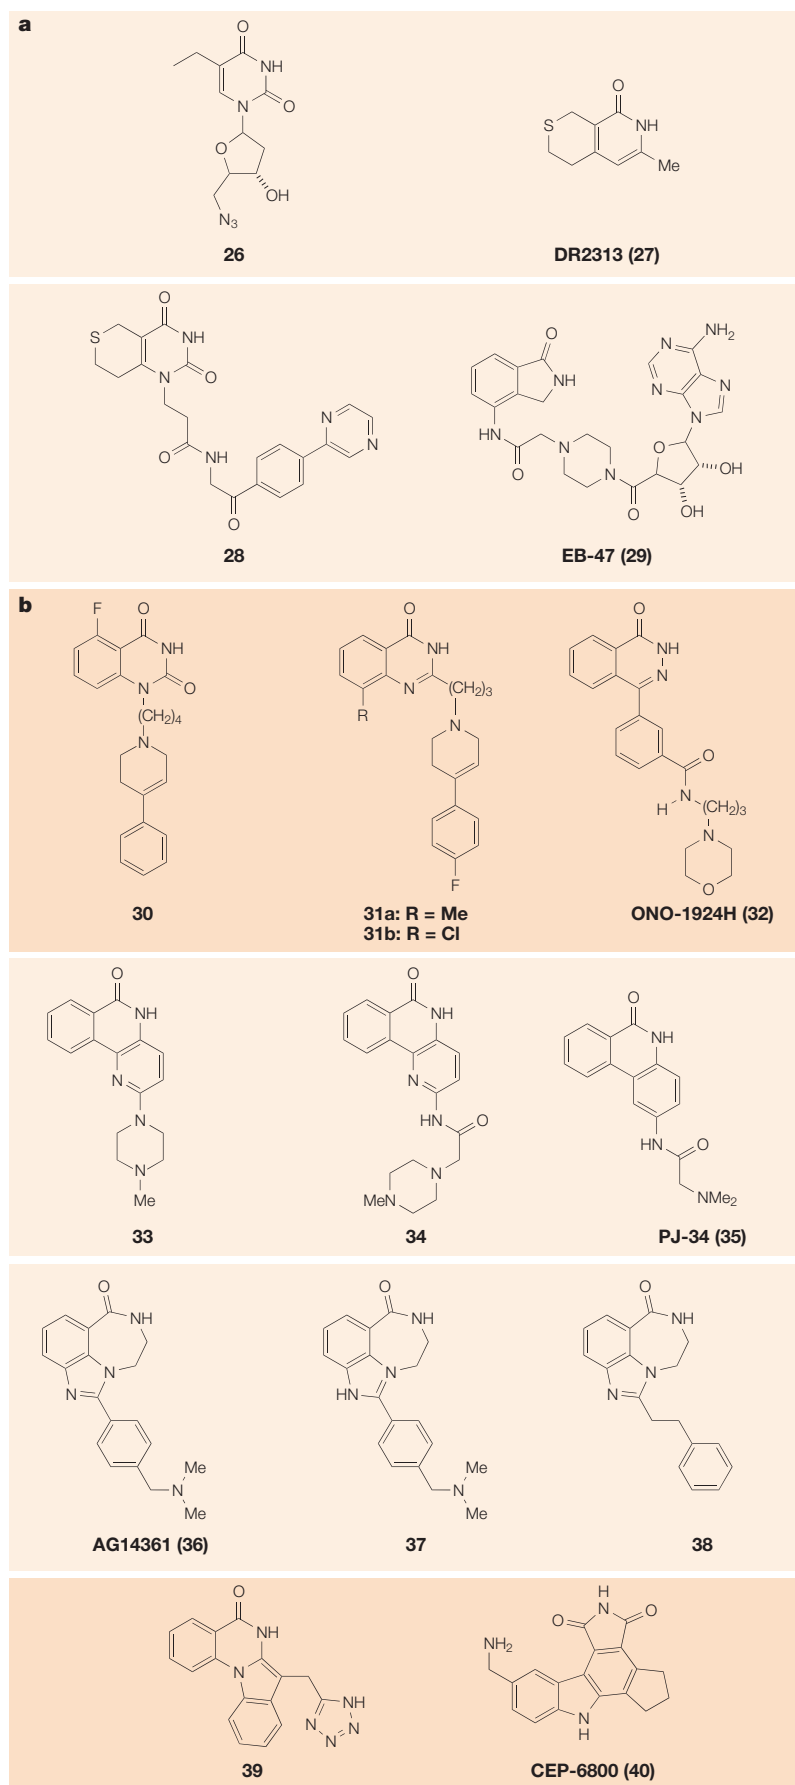 a
O
NH
N
O
O
OH
N3
26
O
S
NH
Me
DR2313 (27)
O
S
NH
N
O
O
NH
O
N
N
28
O
NH
HN
O
N
N
O
NH2
N
N
N
N
O
OH
OH
EB-47 (29)
b
F
O
NH
N
O
(CH2)4
N
30
O
NH
N
(CH2)3
R
N
F
31a: R = Me
31b: R = Cl
O
NH
N
O
N
H
(CH2)3
N
O
ONO-1924H (32)
O
NH
N
N
N
Me
33
O
NH
N
HN
O
N
MeN
34
O
NH
HN
O
NMe2
PJ-34 (35)
O
NH
N
N
Me
N
Me
AG14361 (36)
O
NH
N
HN
Me
N
Me
37
O
NH
N
N
38
O
NH
N
NH
N
N
N
39
H
N
O
O
NH2
N
H
CEP-6800 (40)